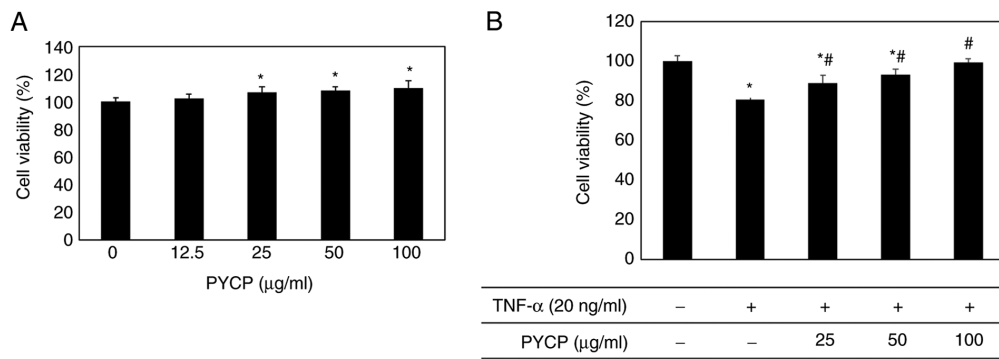 A
Cell viability (%)
140
120
100
80
60
40
20
0
* * *
0 12.5 25 50 100
PYCP (μg/ml)
B
Cell viability (%)
120
100
80
60
40
20
0
* *# *# #
TNF-α (20 ng/ml) – + + + +
PYCP (μg/ml) – – 25 50 100